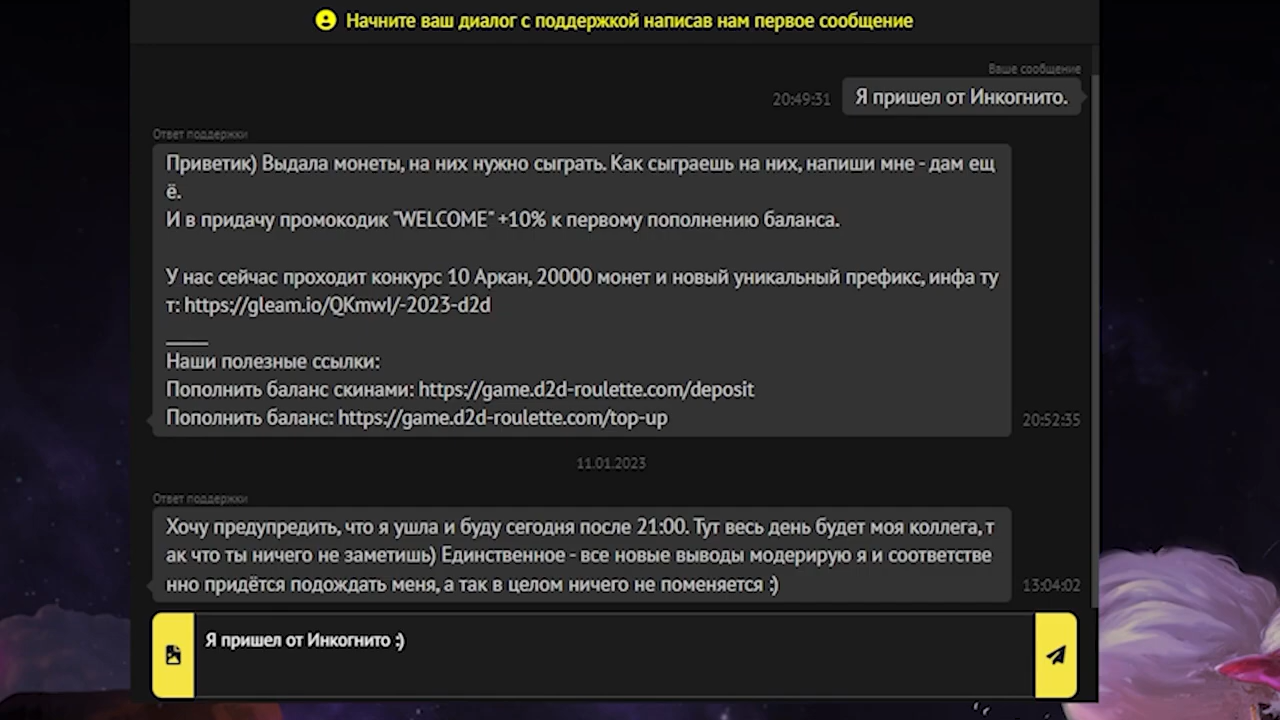 Начните ваш диалог с поддержкой написав нам первое сообщение
Ваше сообщение
20:49:31
Я пришел от Инкогнито.
Ответ поддержки
Приветик) Выдала монеты, на них нужно сыграть. Как сыграешь на них, напиши мне - дам ещ
ё.
И в придачу промокодик "WELCOME" +10% к первому пополнению баланса.
У нас сейчас проходит конкурс 10 Аркан, 20000 монет и новый уникальный префикс, инфа ту
т: https://gleam.io/QKmwI/-2023-d2d
____
Наши полезные ссылки:
Пополнить баланс скинами: https://game.d2d-roulette.com/deposit
Пополнить баланс: https://game.d2d-roulette.com/top-up
20:52:35
11.01.2023
Ответ поддержки
Хочу предупредить, что я ушла и буду сегодня после 21:00. Тут весь день будет моя коллега, т
ак что ты ничего не заметишь) Единственное - все новые выводы модерирую я и соответстве
нно придётся подождать меня, а так в целом ничего не поменяется :)
13:04:02
Я пришел от Инкогнито :)